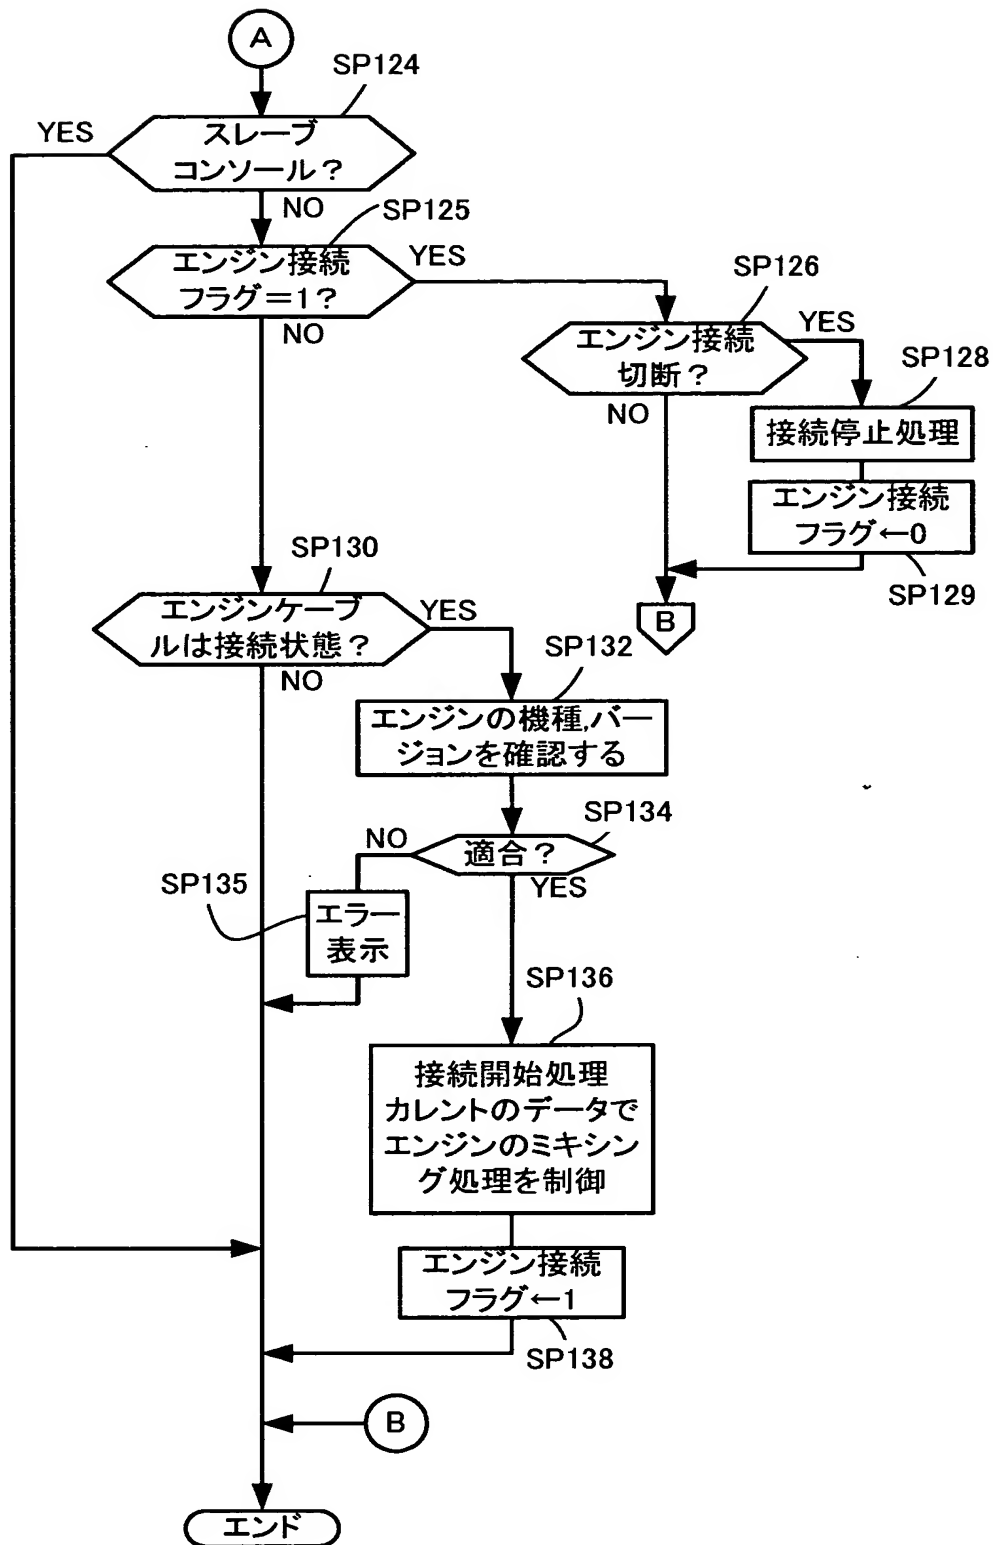 A
SP124
YES
スレーブ
コンソール?
NO
SP125
エンジン接続
フラグ=1?
YES
NO
SP126
エンジン接続
切断?
YES
NO
SP128
接続停止処理
エンジン接続
フラグ←0
SP129
B
SP130
エンジンケーブ
ルは接続状態?
YES
NO
SP132
エンジンの機種,バー
ジョンを確認する
SP134
適合?
NO
YES
SP135
エラー
表示
SP136
接続開始処理
カレントのデータで
エンジンのミキシン
グ処理を制御
エンジン接続
フラグ←1
SP138
B
エンド